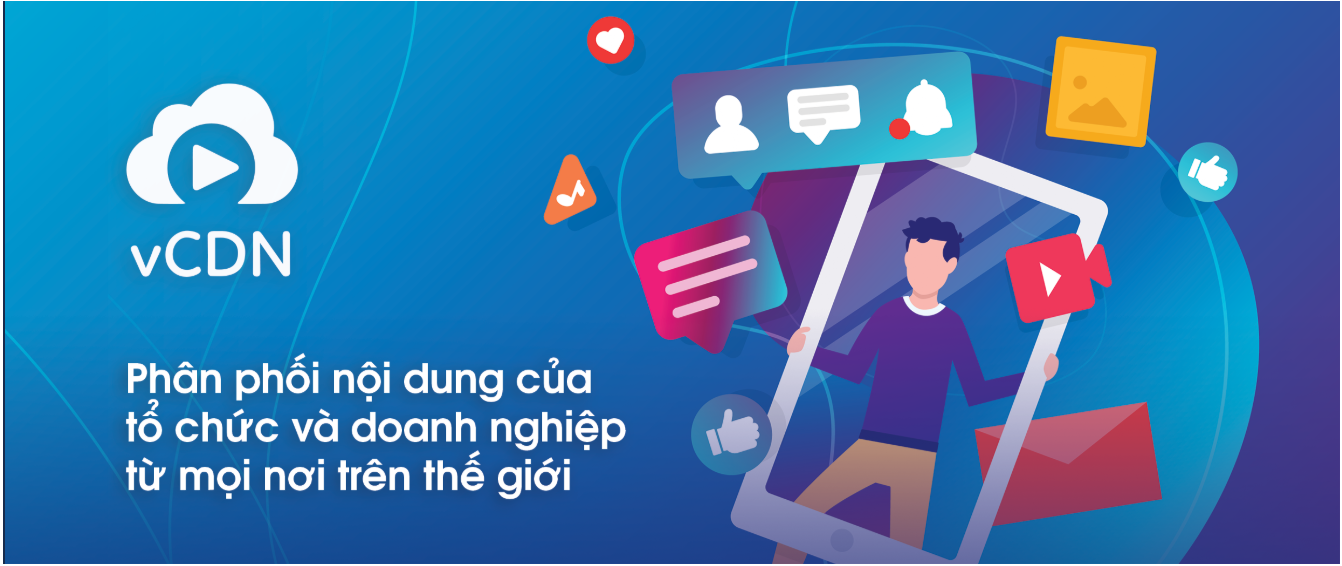 vCDN
Phân phối nội dung của
tổ chức và doanh nghiệp
từ mọi nơi trên thế giới